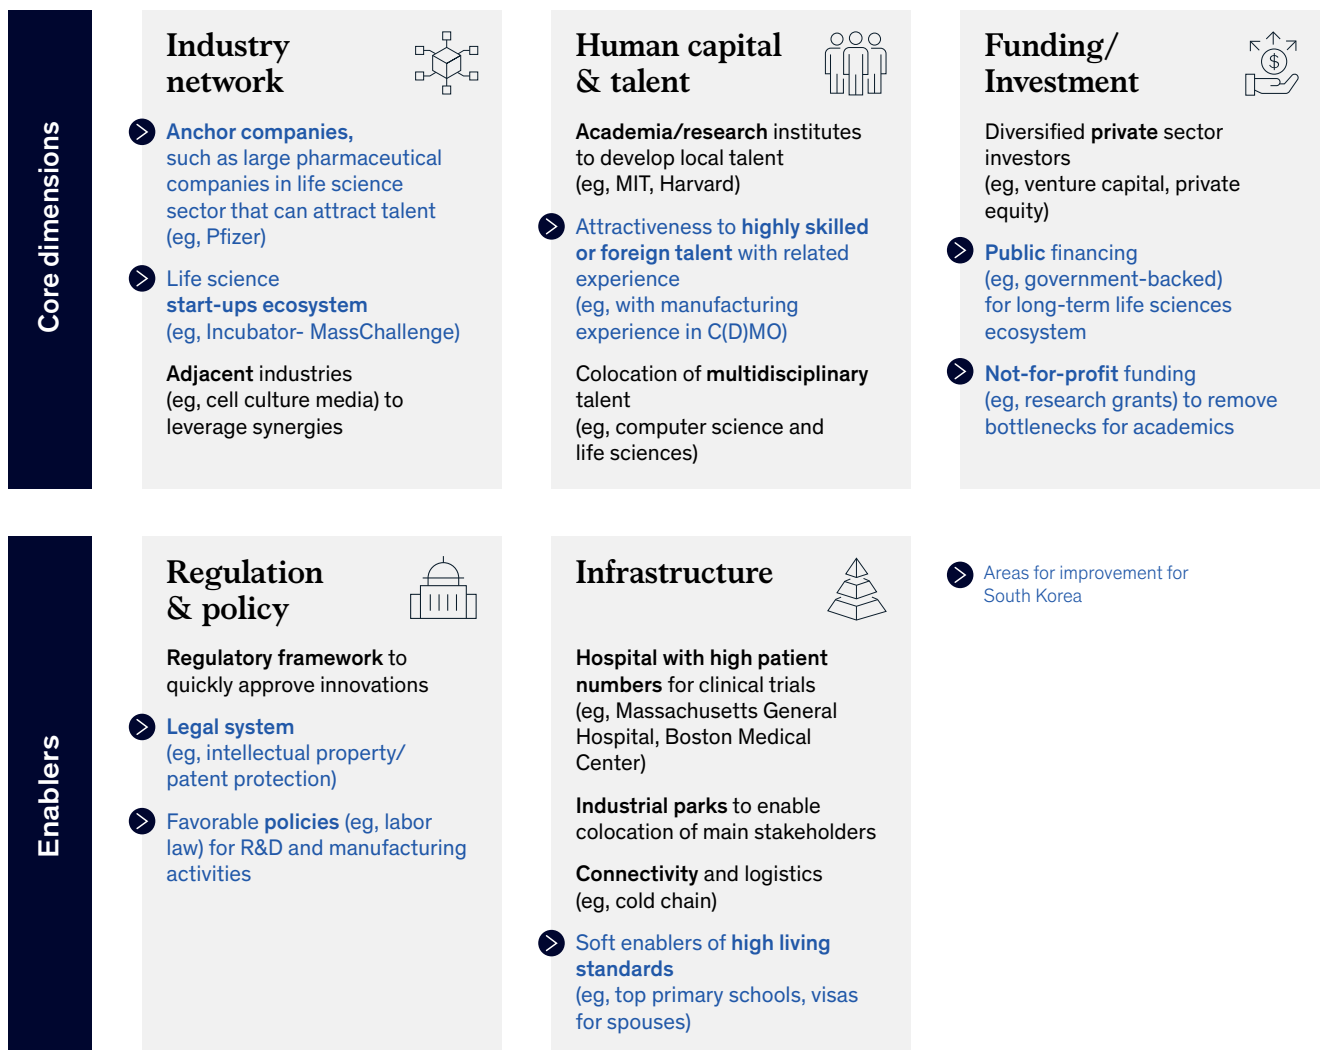 Core dimensions
Industry
network
Anchor companies,
such as large pharmaceutical
companies in life science
sector that can attract talent
(eg, Pfizer)
Life science
start-ups ecosystem
(eg, Incubator- MassChallenge)
Adjacent industries
(eg, cell culture media) to
leverage synergies
Human capital
& talent
Academia/research institutes
to develop local talent
(eg, MIT, Harvard)
Attractiveness to highly skilled
or foreign talent with related
experience
(eg, with manufacturing
experience in C(D)MO)
Colocation of multidisciplinary
talent
(eg, computer science and
life sciences)
Funding/
Investment
$
Diversified private sector
investors
(eg, venture capital, private
equity)
Public financing
(eg, government-backed)
for long-term life sciences
ecosystem
Not-for-profit funding
(eg, research grants) to remove
bottlenecks for academics
Enablers
Regulation
& policy
Regulatory framework to
quickly approve innovations
Legal system
(eg, intellectual property/
patent protection)
Favorable policies (eg, labor
law) for R&D and manufacturing
activities
Infrastructure
Hospital with high patient
numbers for clinical trials
(eg, Massachusetts General
Hospital, Boston Medical
Center)
Industrial parks to enable
colocation of main stakeholders
Connectivity and logistics
(eg, cold chain)
Soft enablers of high living
standards
(eg, top primary schools, visas
for spouses)
Areas for improvement for
South Korea